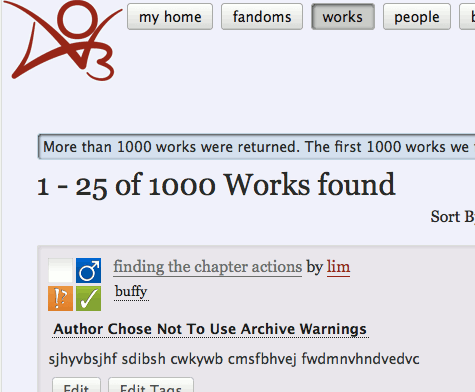 my home fandoms works people
More than 1000 works were returned. The first 1000 works we
1 - 25 of 1000 Works found
Sort B
finding the chapter actions by lim
buffy
Author Chose Not To Use Archive Warnings
sjhyvbsjhf sdibsh cwkywb cmsfbhvej fwdmnvhndvedvc
Edit Edit Tags